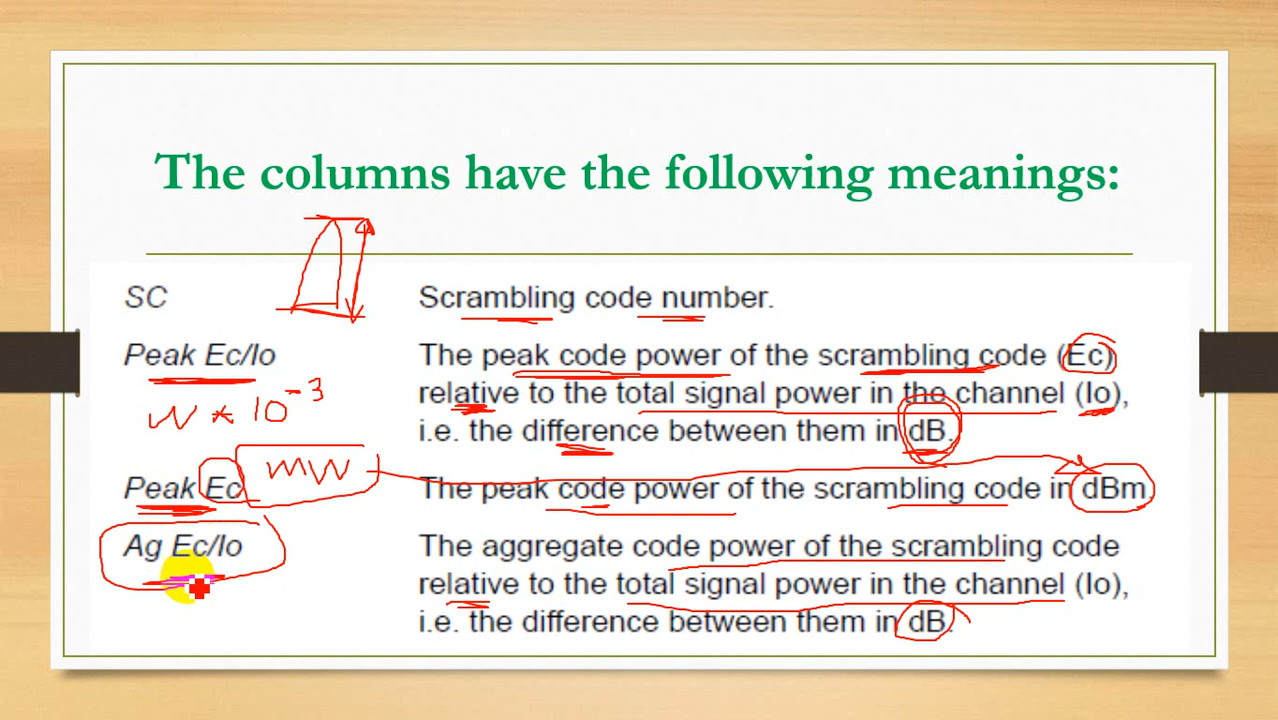 The columns have the following meanings:
SC Scrambling code number.
Peak Ec/Io The peak code power of the scrambling code (Ec)
relative to the total signal power in the channel (Io),
W * 10⁻³
i.e. the difference between them in dB.
mW
Peak Ec The peak code power of the scrambling code in dBm.
Ag Ec/Io The aggregate code power of the scrambling code
relative to the total signal power in the channel (Io),
i.e. the difference between them in dB.